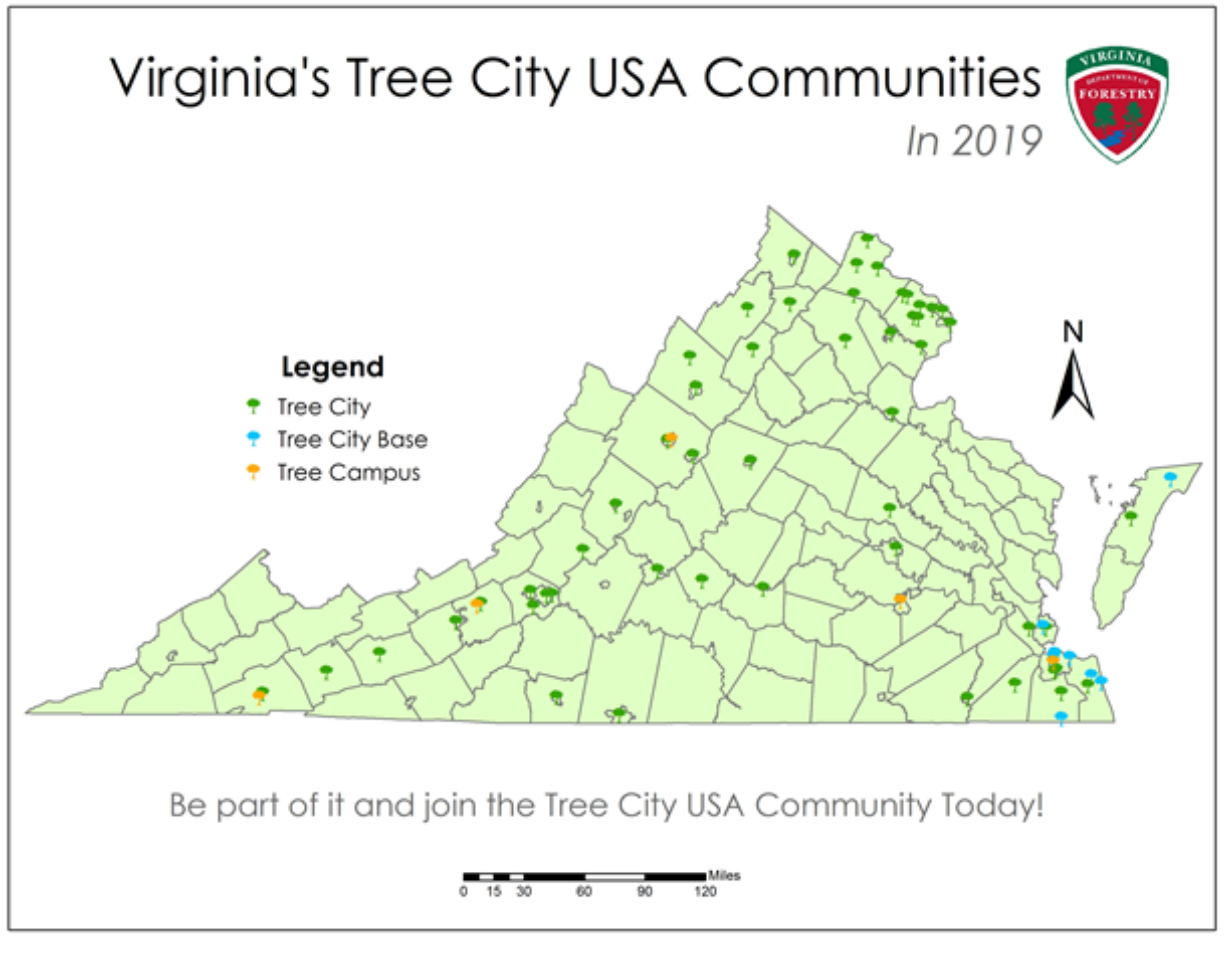 Virginia's Tree City USA Communities
In 2019
VIRGINIA
DEPARTMENT OF
FORESTRY
N
Legend
Tree City
Tree City Base
Tree Campus
Be part of it and join the Tree City USA Community Today!
Miles
0 15 30 60 90 120